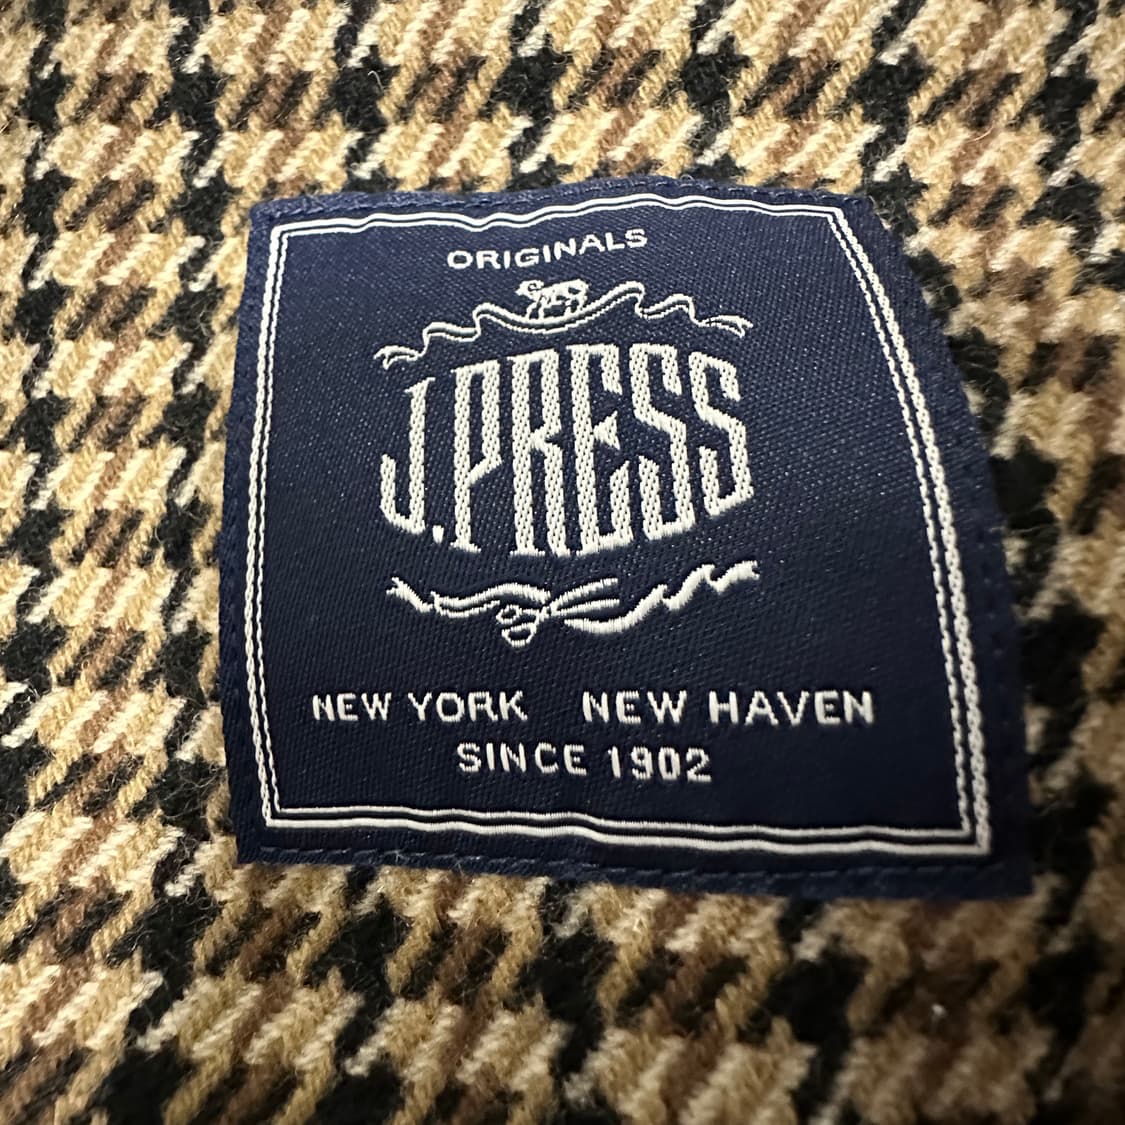 ORIGINALS
J.PRESS
NEW YORK NEW HAVEN
SINCE 1902